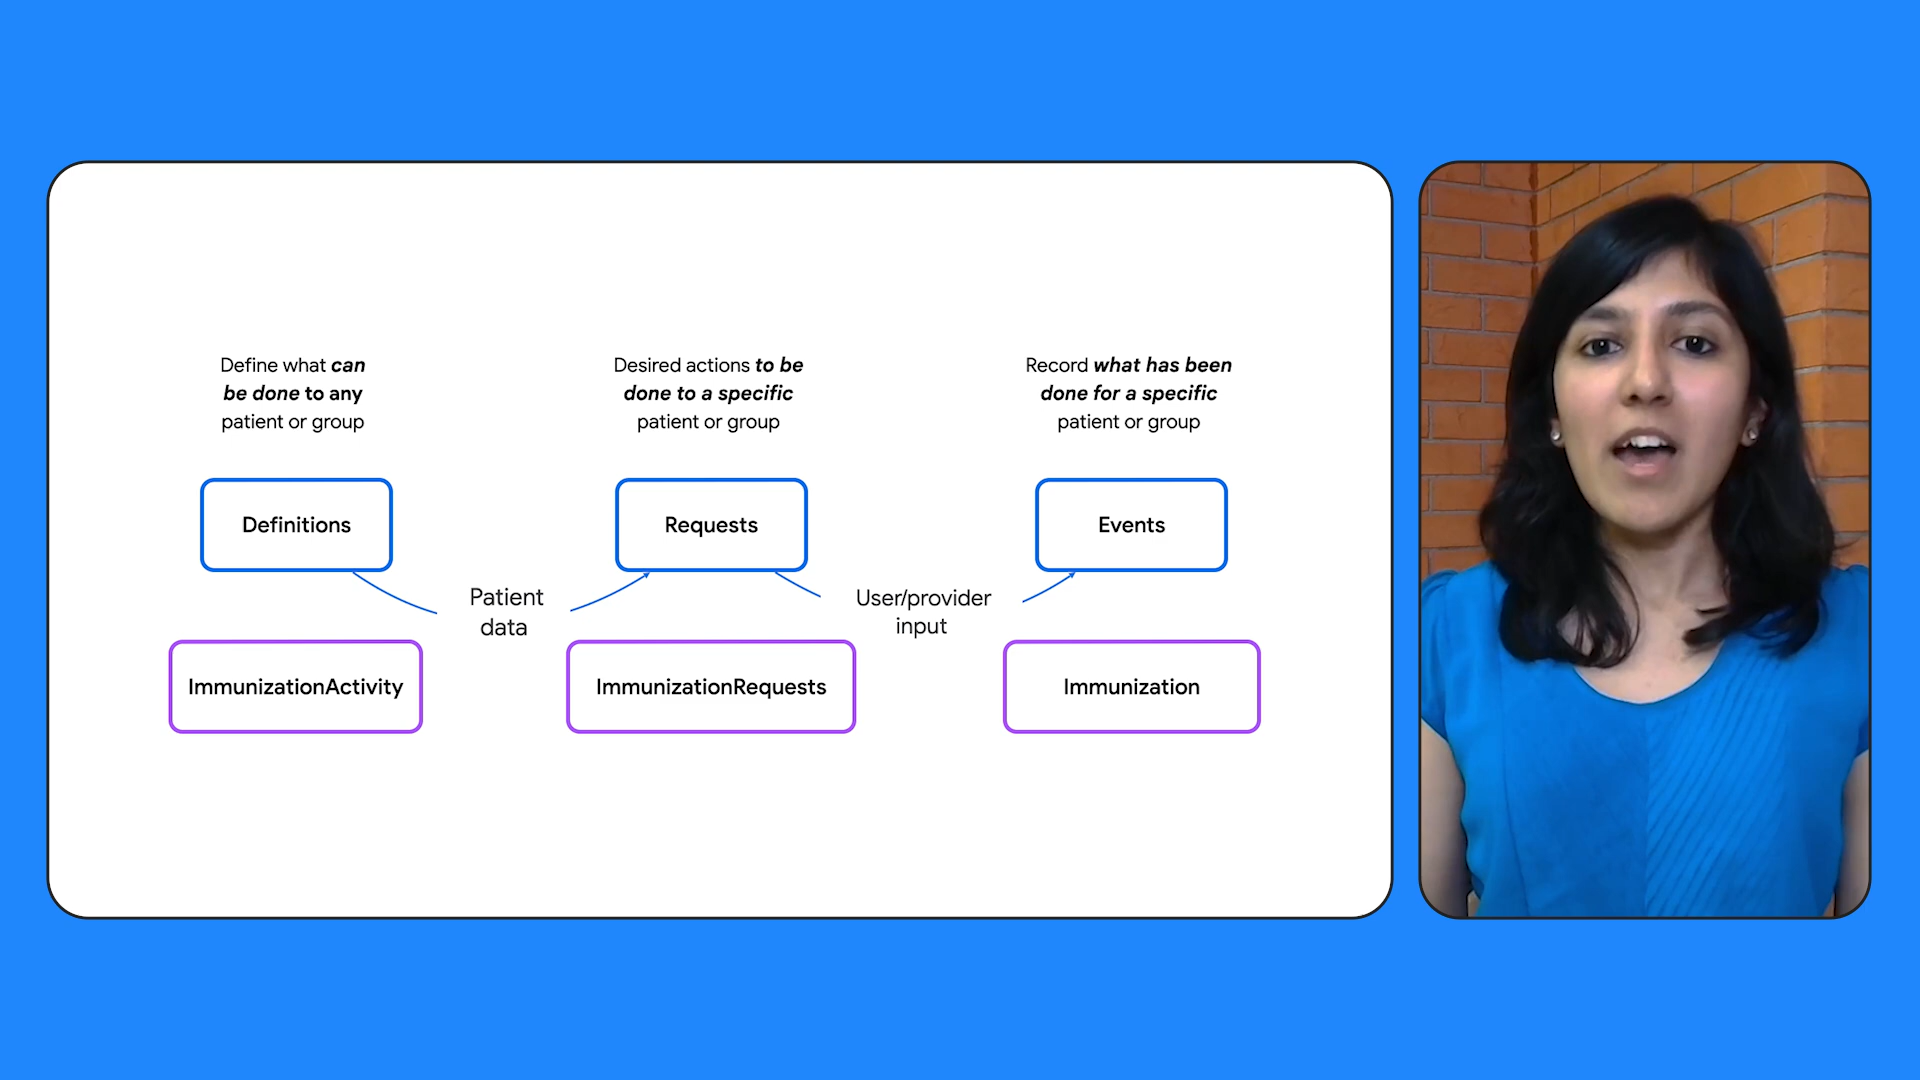 Define what can
be done to any
patient or group
Desired actions to be
done to a specific
patient or group
Record what has been
done for a specific
patient or group
Definitions
Requests
Events
Patient
data
User/provider
input
ImmunizationActivity
ImmunizationRequests
Immunization